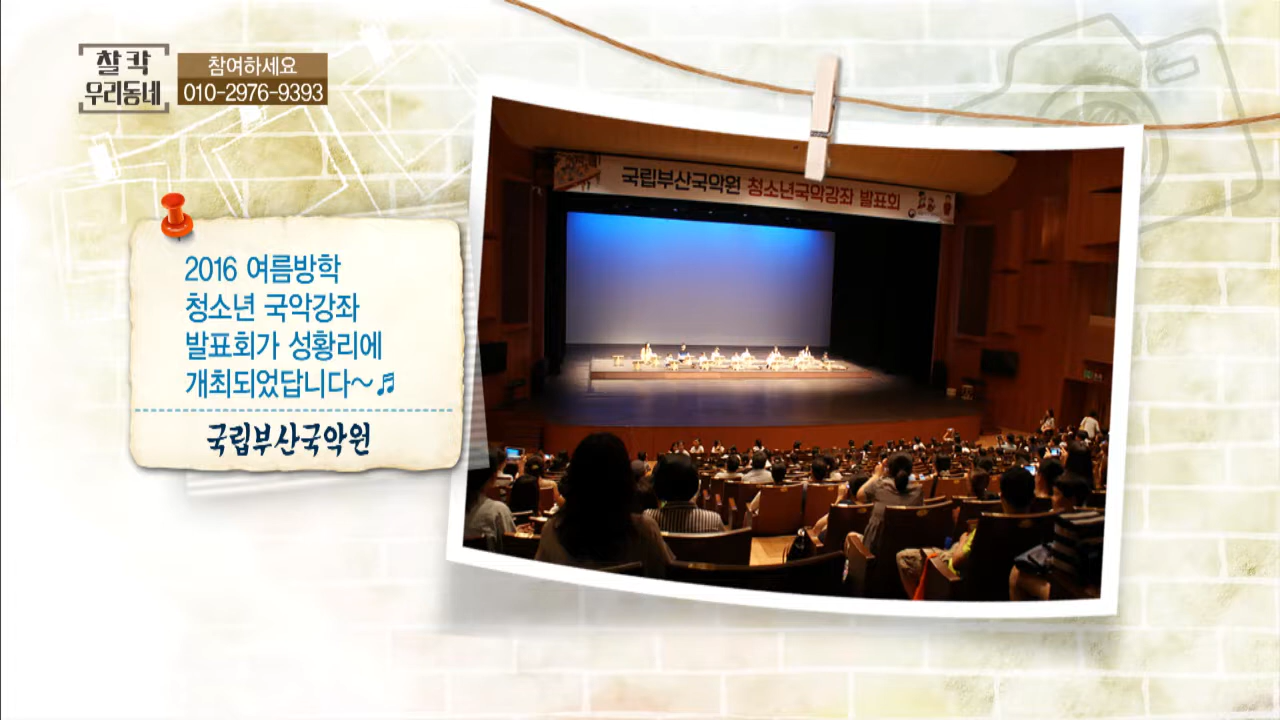 찰칵
우리동네
참여하세요
010-2976-9393
국립부산국악원 청소년국악강좌 발표회
2016 여름방학
청소년 국악강좌
발표회가 성황리에
개최되었답니다~♬
국립부산국악원